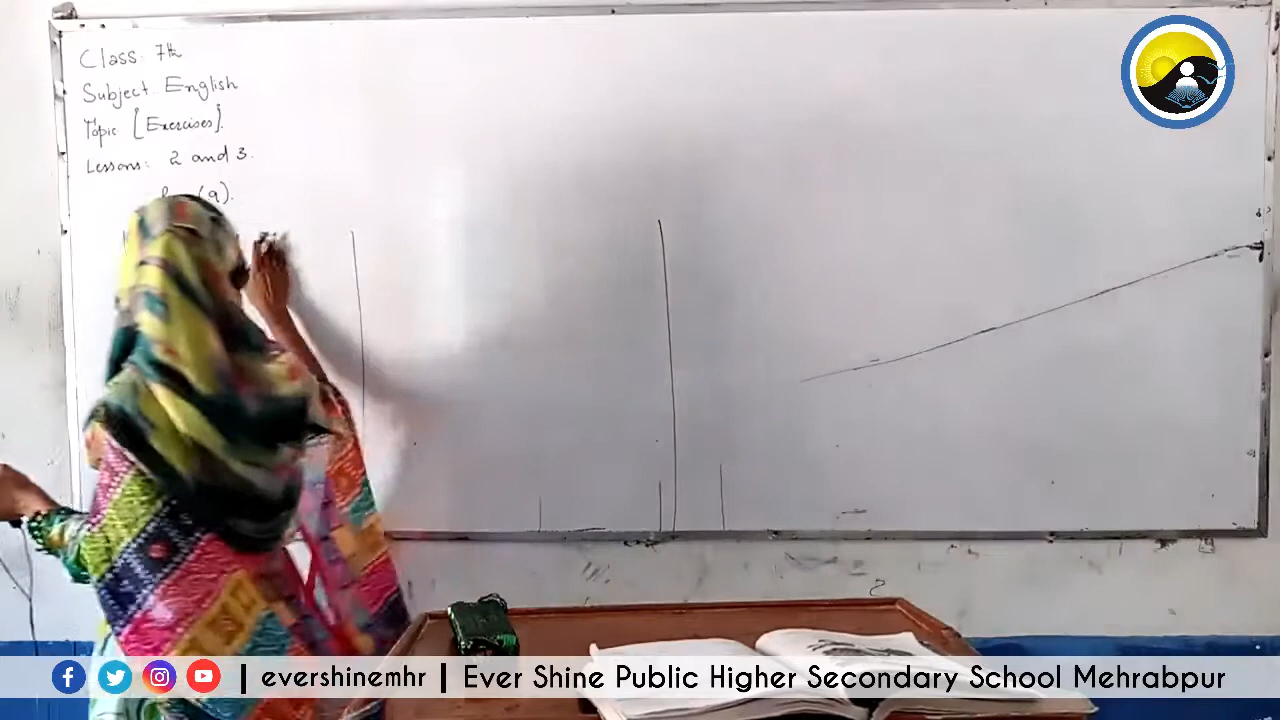 Class: 7th
Subject English
Topic [Exercises].
Lessons: 2 and 3.
(a).
| evershinemhr | Ever Shine Public Higher Secondary School Mehrabpur